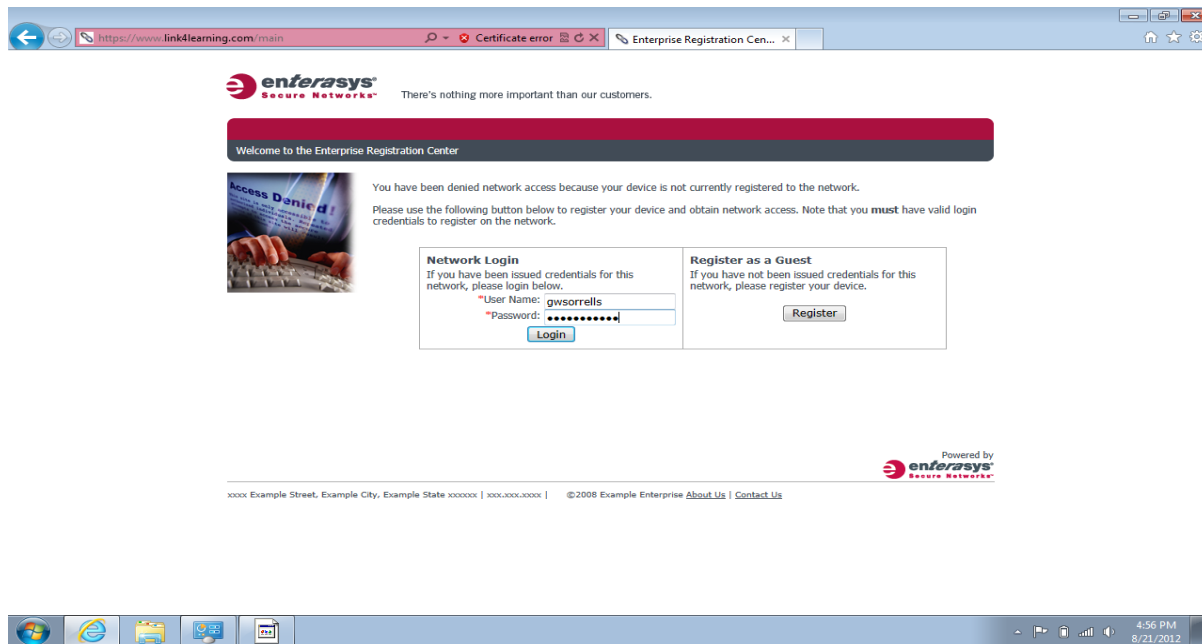 https://www.link4learning.com/main
Certificate error
Enterprise Registration Cen...
enterasys
Secure Networks
There's nothing more important than our customers.
Welcome to the Enterprise Registration Center
Access Denied!
You have been denied network access because your device is not currently registered to the network.
Please use the following button below to register your device and obtain network access. Note that you must have valid login
credentials to register on the network.
Network Login
If you have been issued credentials for this
network, please login below.
*User Name: gwsorrells
*Password: •••••••••••
Login
Register as a Guest
If you have not been issued credentials for this
network, please register your device.
Register
Powered by
enterasys
Secure Networks
xxxx Example Street, Example City, Example State xxxxxx | xxx.xxx.xxxx | ©2008 Example Enterprise About Us | Contact Us
4:56 PM
8/21/2012